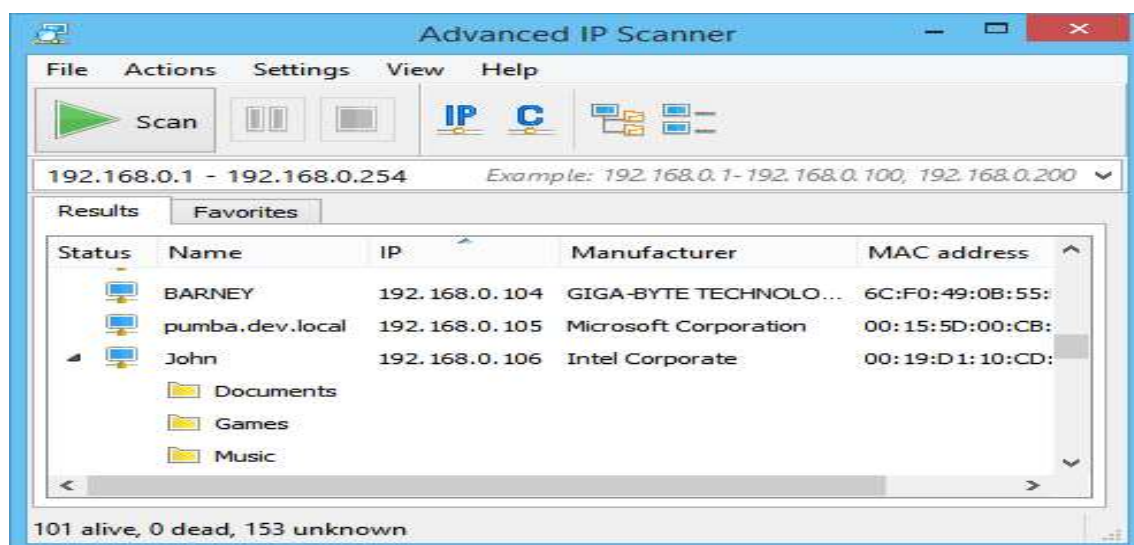 Advanced IP Scanner
File Actions Settings View Help
Scan IP C
192.168.0.1 - 192.168.0.254 Example: 192.168.0.1-192.168.0.100, 192.168.0.200
Results Favorites
Status Name IP Manufacturer MAC address
BARNEY 192.168.0.104 GIGA-BYTE TECHNOLO... 6C:F0:49:0B:55:
pumba.dev.local 192.168.0.105 Microsoft Corporation 00:15:5D:00:CB:
John 192.168.0.106 Intel Corporate 00:19:D1:10:CD:
Documents
Games
Music
101 alive, 0 dead, 153 unknown